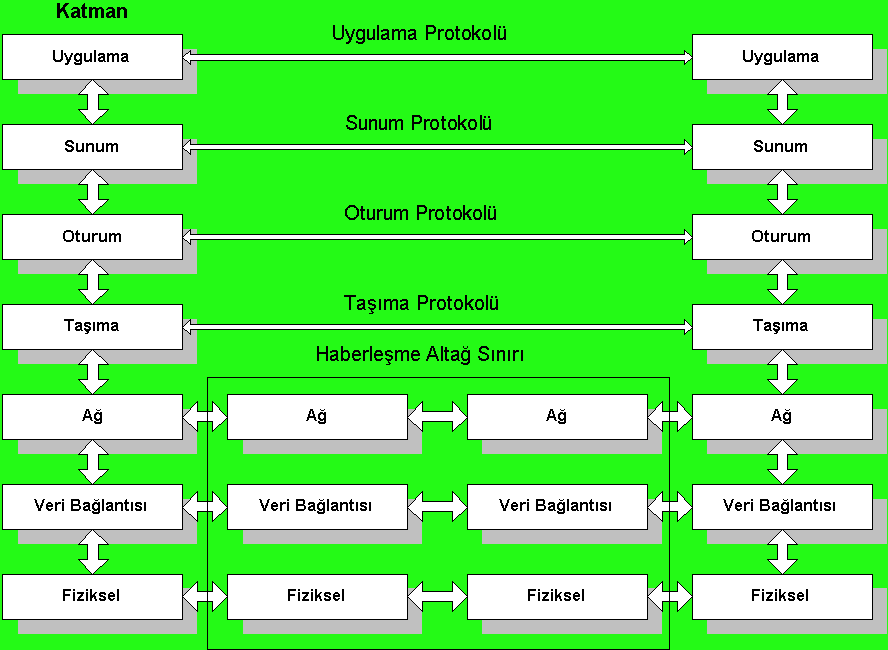 Katman
Uygulama Protokolü
Uygulama Uygulama
Sunum Protokolü
Sunum Sunum
Oturum Protokolü
Oturum Oturum
Taşıma Protokolü
Taşıma Taşıma
Haberleşme Altağ Sınırı
Ağ Ağ Ağ Ağ
Veri Bağlantısı Veri Bağlantısı Veri Bağlantısı Veri Bağlantısı
Fiziksel Fiziksel Fiziksel Fiziksel